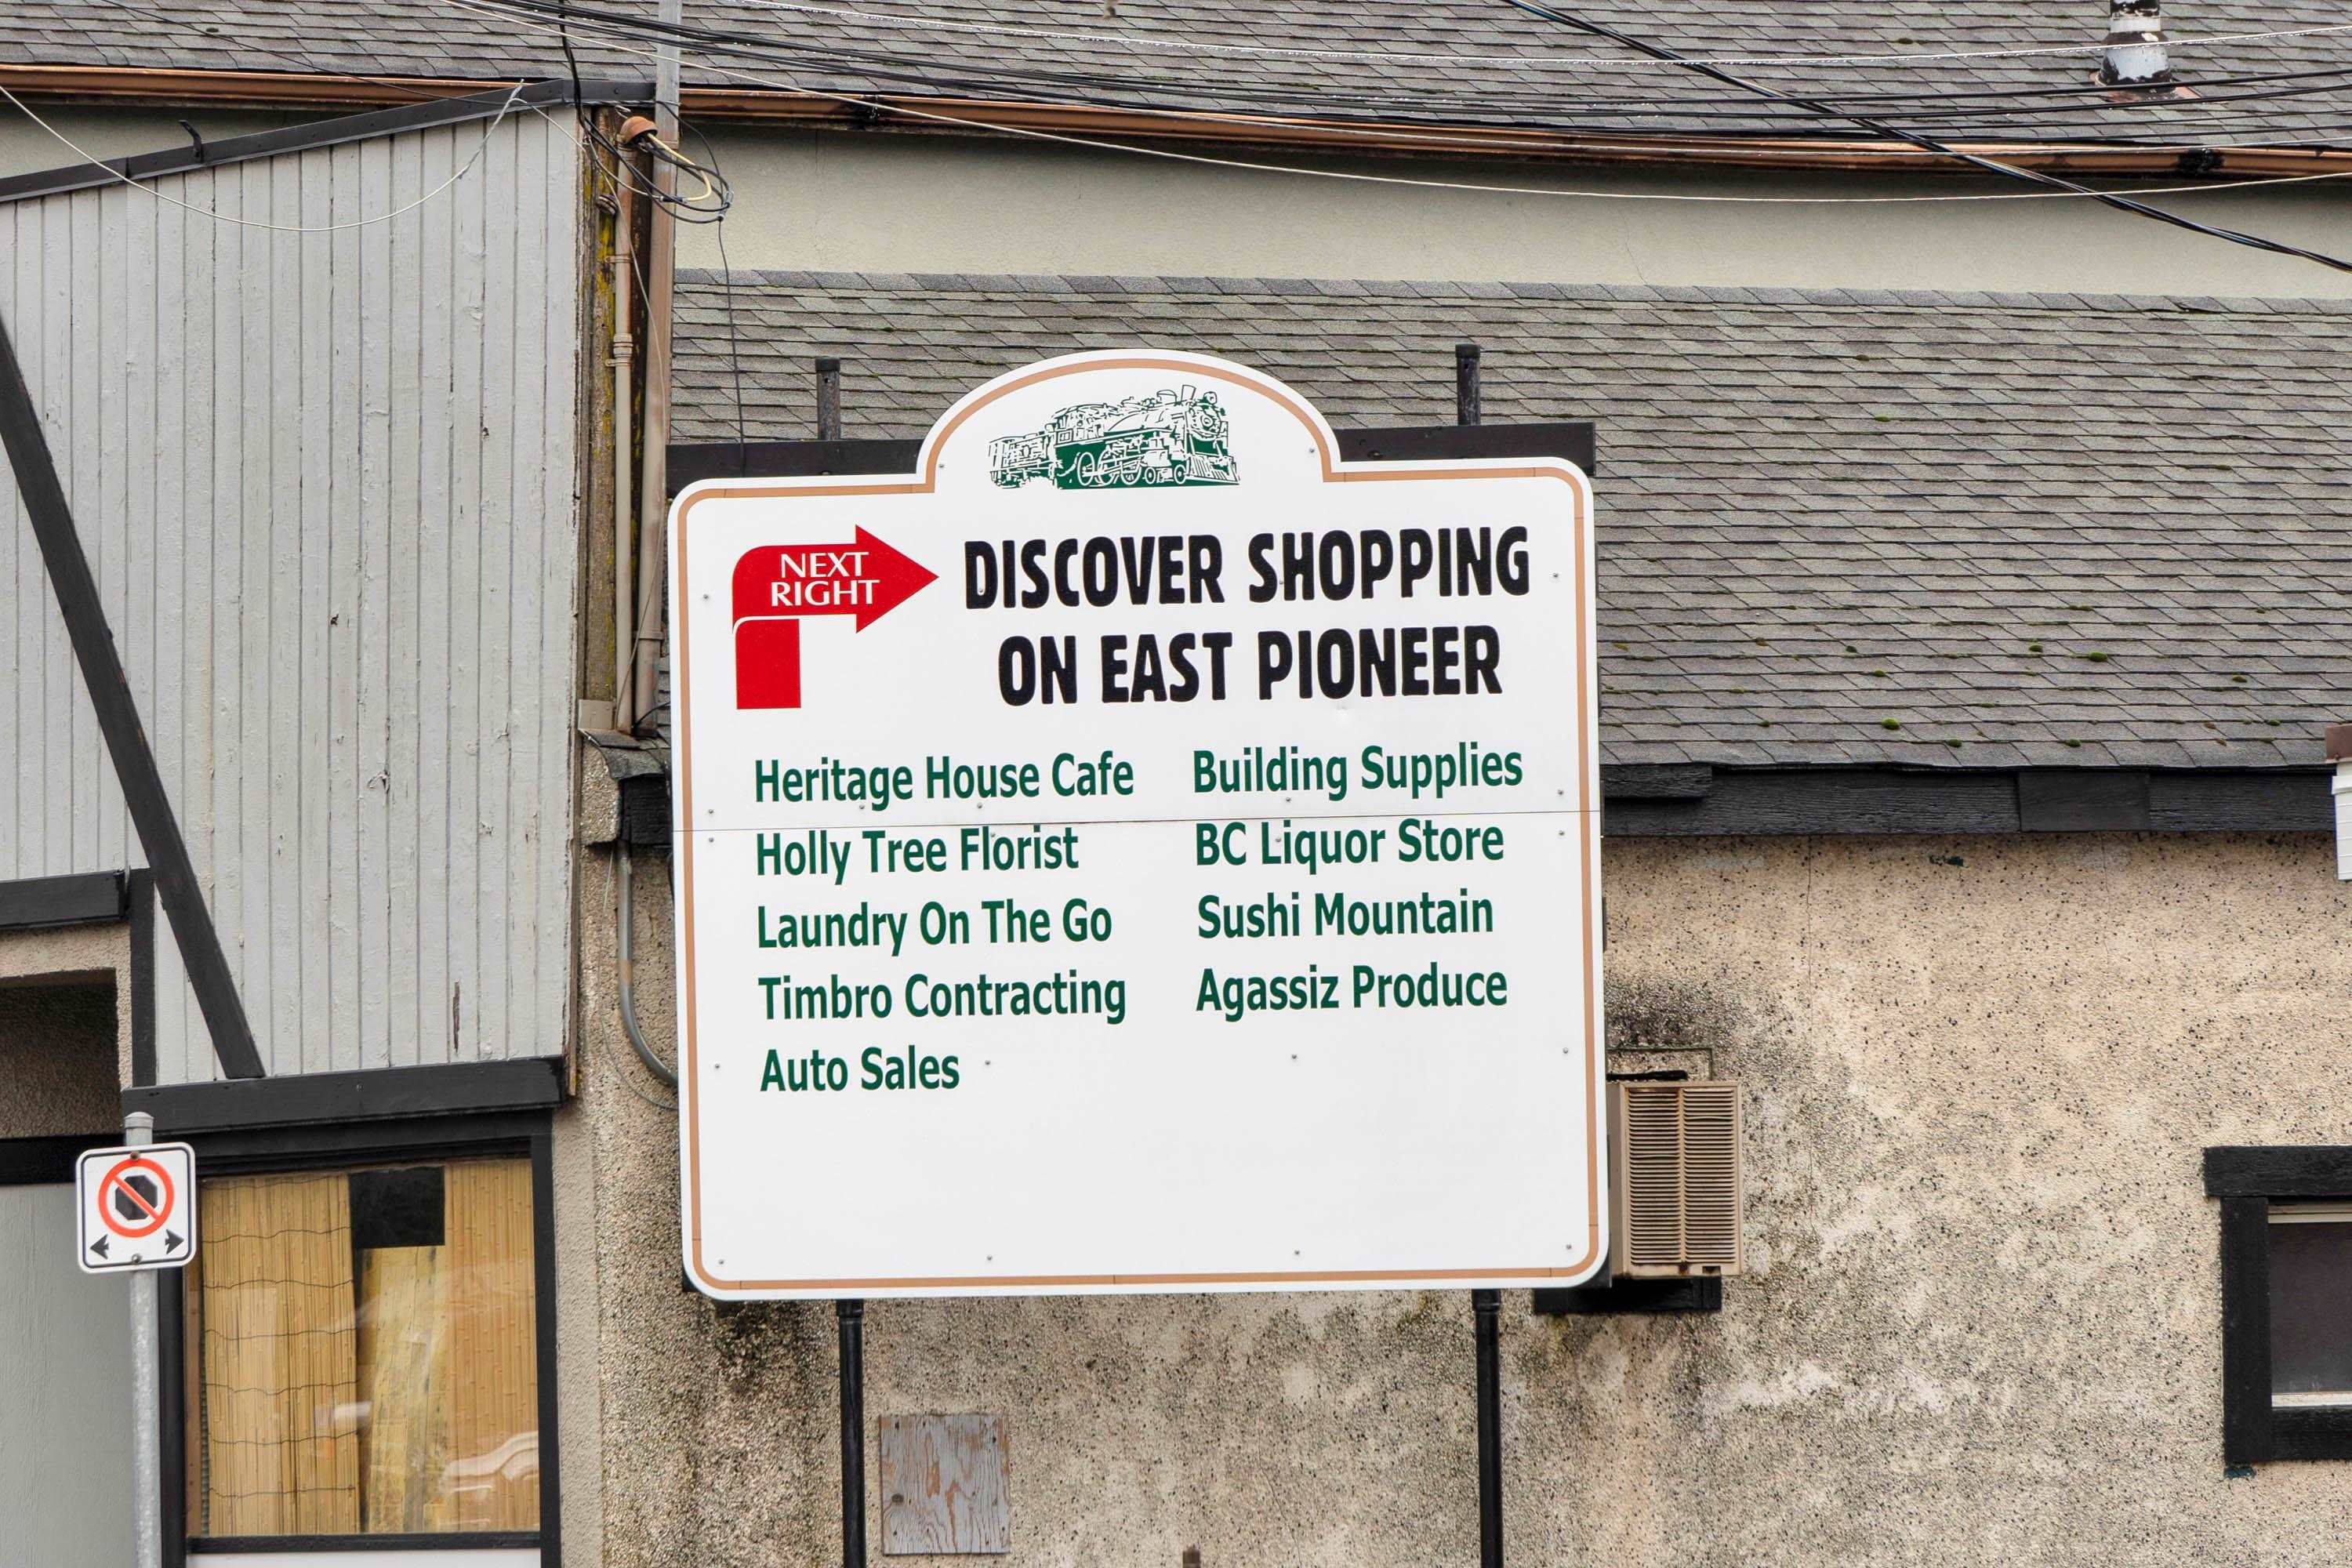 NEXT
RIGHT
DISCOVER SHOPPING
ON EAST PIONEER
Heritage House Cafe
Holly Tree Florist
Laundry On The Go
Timbro Contracting
Auto Sales
Building Supplies
BC Liquor Store
Sushi Mountain
Agassiz Produce